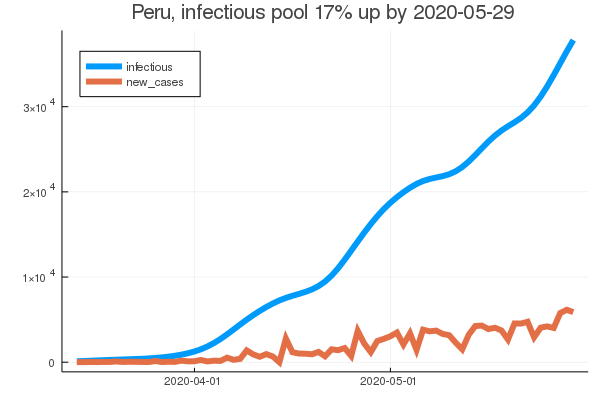 Peru, infectious pool 17% up by 2020-05-29
infectious
new_cases
3×10 4
2×10 4
1×10 4
0
2020-04-01 2020-05-01